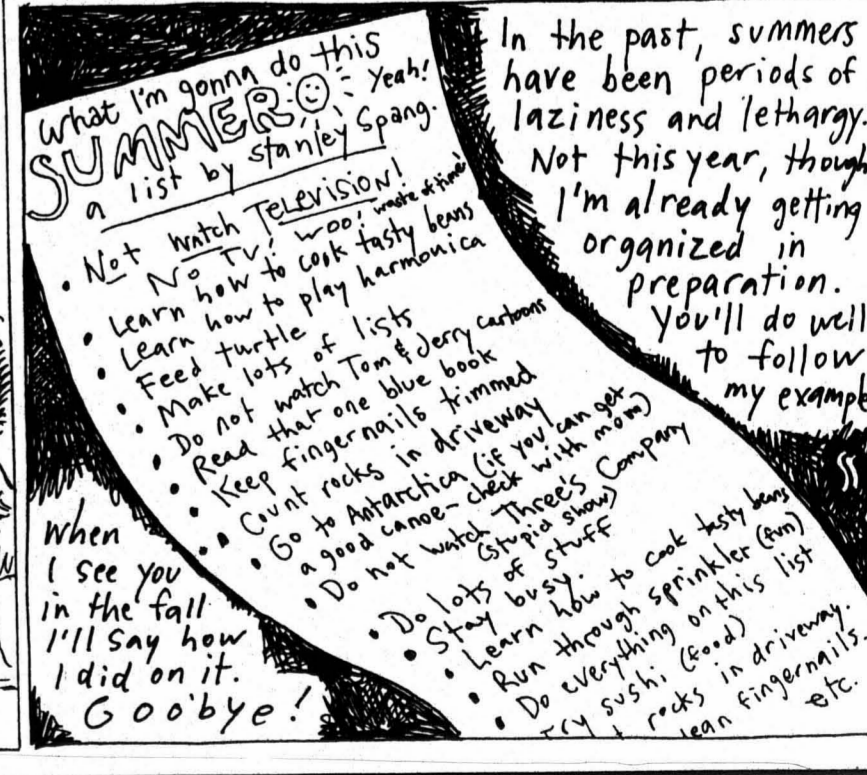 What I'm gonna do this
SUMMER Yeah!
a list by Stanley Spang.
• Not watch TELEVISION!
No TV! WOO! waste of time!
• Learn how to cook tasty beans
• Learn how to play harmonica
• Feed turtle
• Make lots of lists
• Do not watch Tom & Jerry cartoons
• Read that one blue book
• Keep fingernails trimmed
• Count rocks in driveway
• Go to Antarctica (if you can get
a good canoe - check with mom)
• Do not watch Three's Company
(stupid show)
• Do lots of stuff
• Stay busy.
• Learn how to cook tasty beans
• Run through sprinkler (fun)
• Do everything on this list
Try sushi (food)
rocks in driveway.
lean fingernails.
etc.
In the past, summers
have been periods of
laziness and lethargy.
Not this year, though
I'm already getting
organized in
preparation.
You'll do well
to follow
my example
When
I see you
in the fall
I'll say how
I did on it.
Goo'bye!